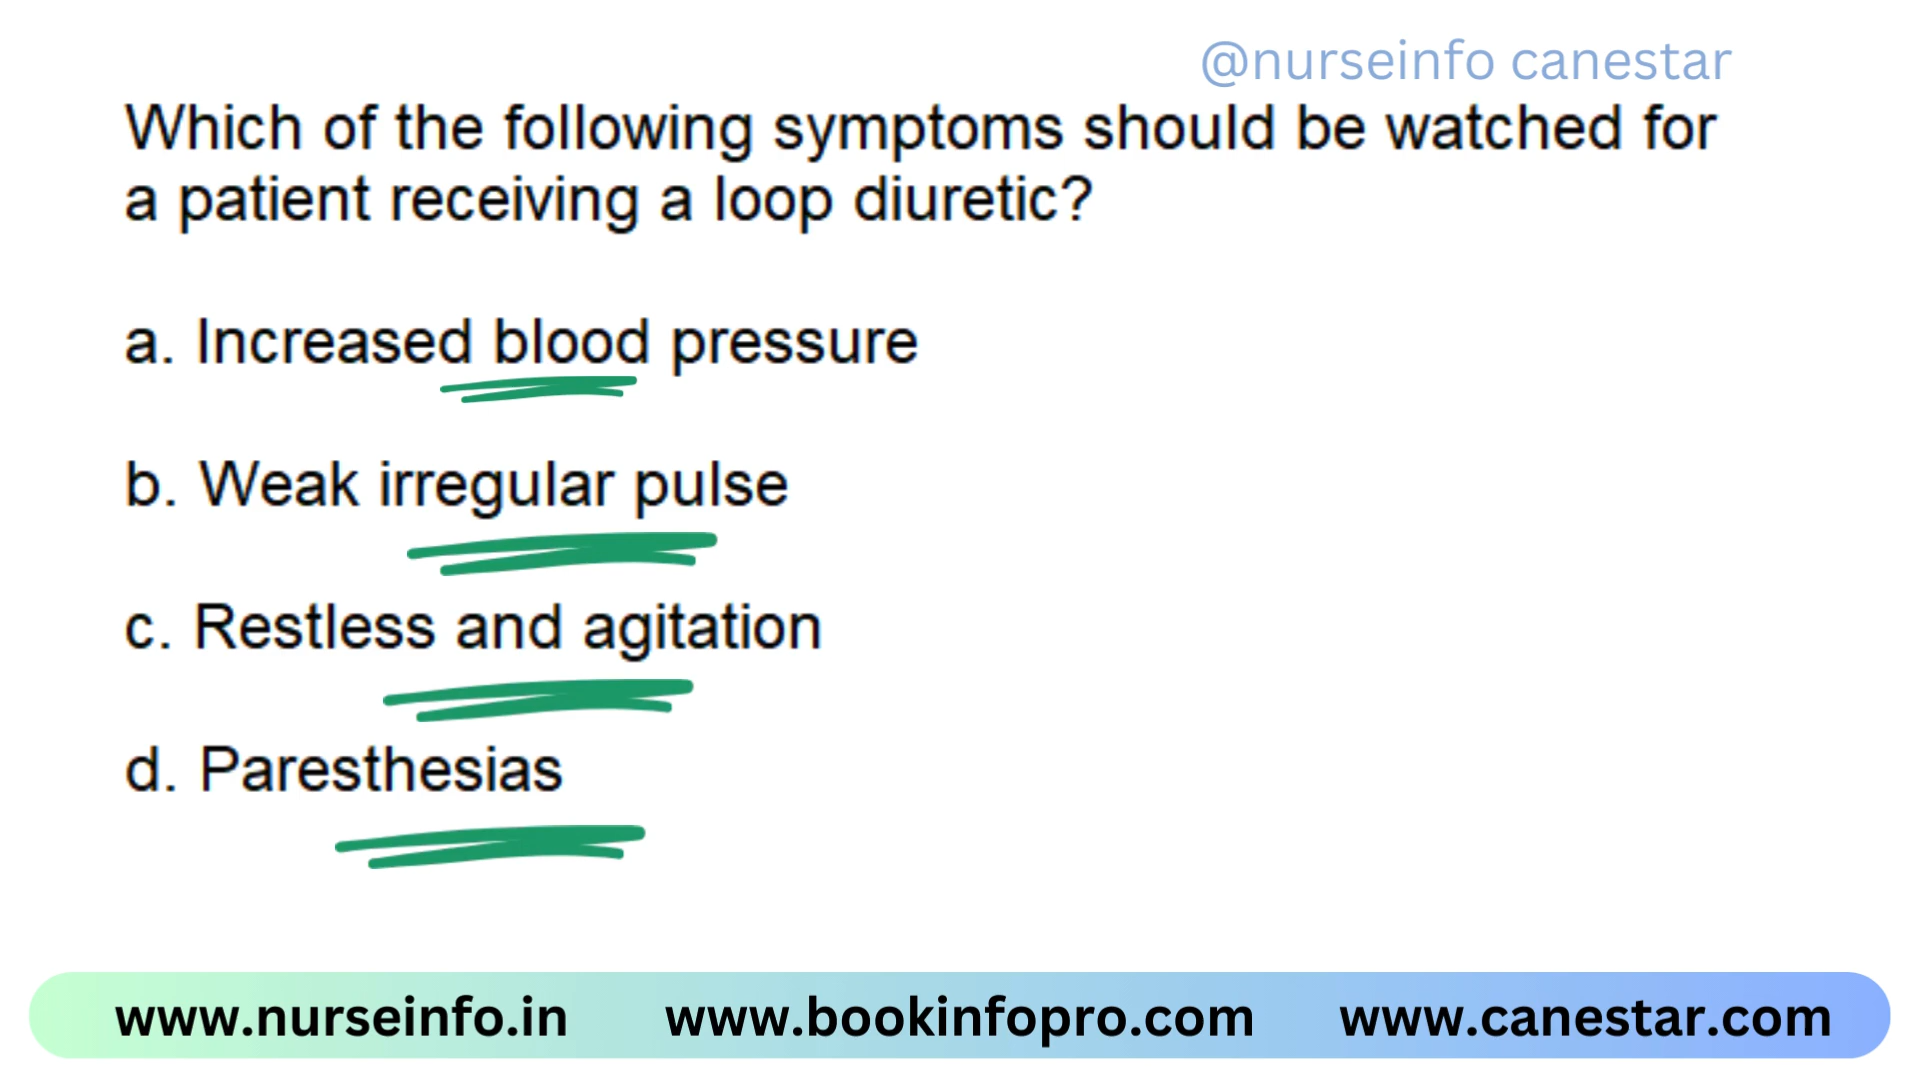 @nurseinfo canestar
Which of the following symptoms should be watched for
a patient receiving a loop diuretic?
a. Increased blood pressure
b. Weak irregular pulse
c. Restless and agitation
d. Paresthesias
www.nurseinfo.in www.bookinfopro.com www.canestar.com